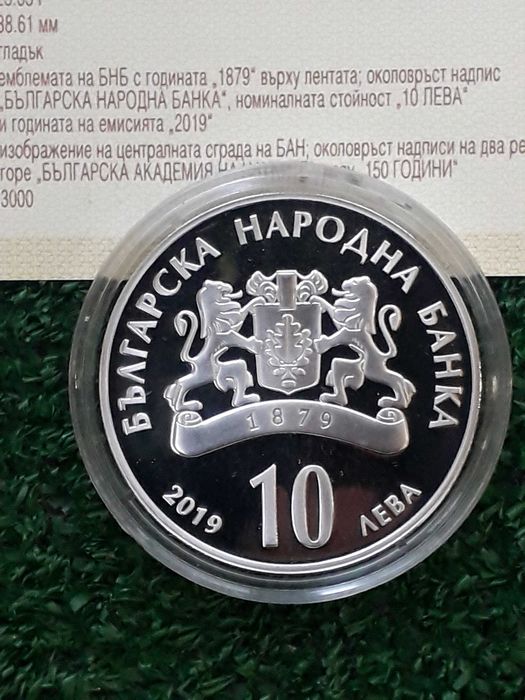 38.61 мм
гладък
емблемата на БНБ с годината „1879“ върху лентата; околовръст надпис
„БЪЛГАРСКА НАРОДНА БАНКА“, номиналната стойност „10 ЛЕВА“
и годината на емисията „2019“
изображение на централната сграда на БАН; околовръст надписи на два ре
горе „БЪЛГАРСКА АКАДЕМИЯ 150 ГОДИНИ“
3000
БЪЛГАРСКА НАРОДНА БАНКА
1879
2019 10 ЛЕВА